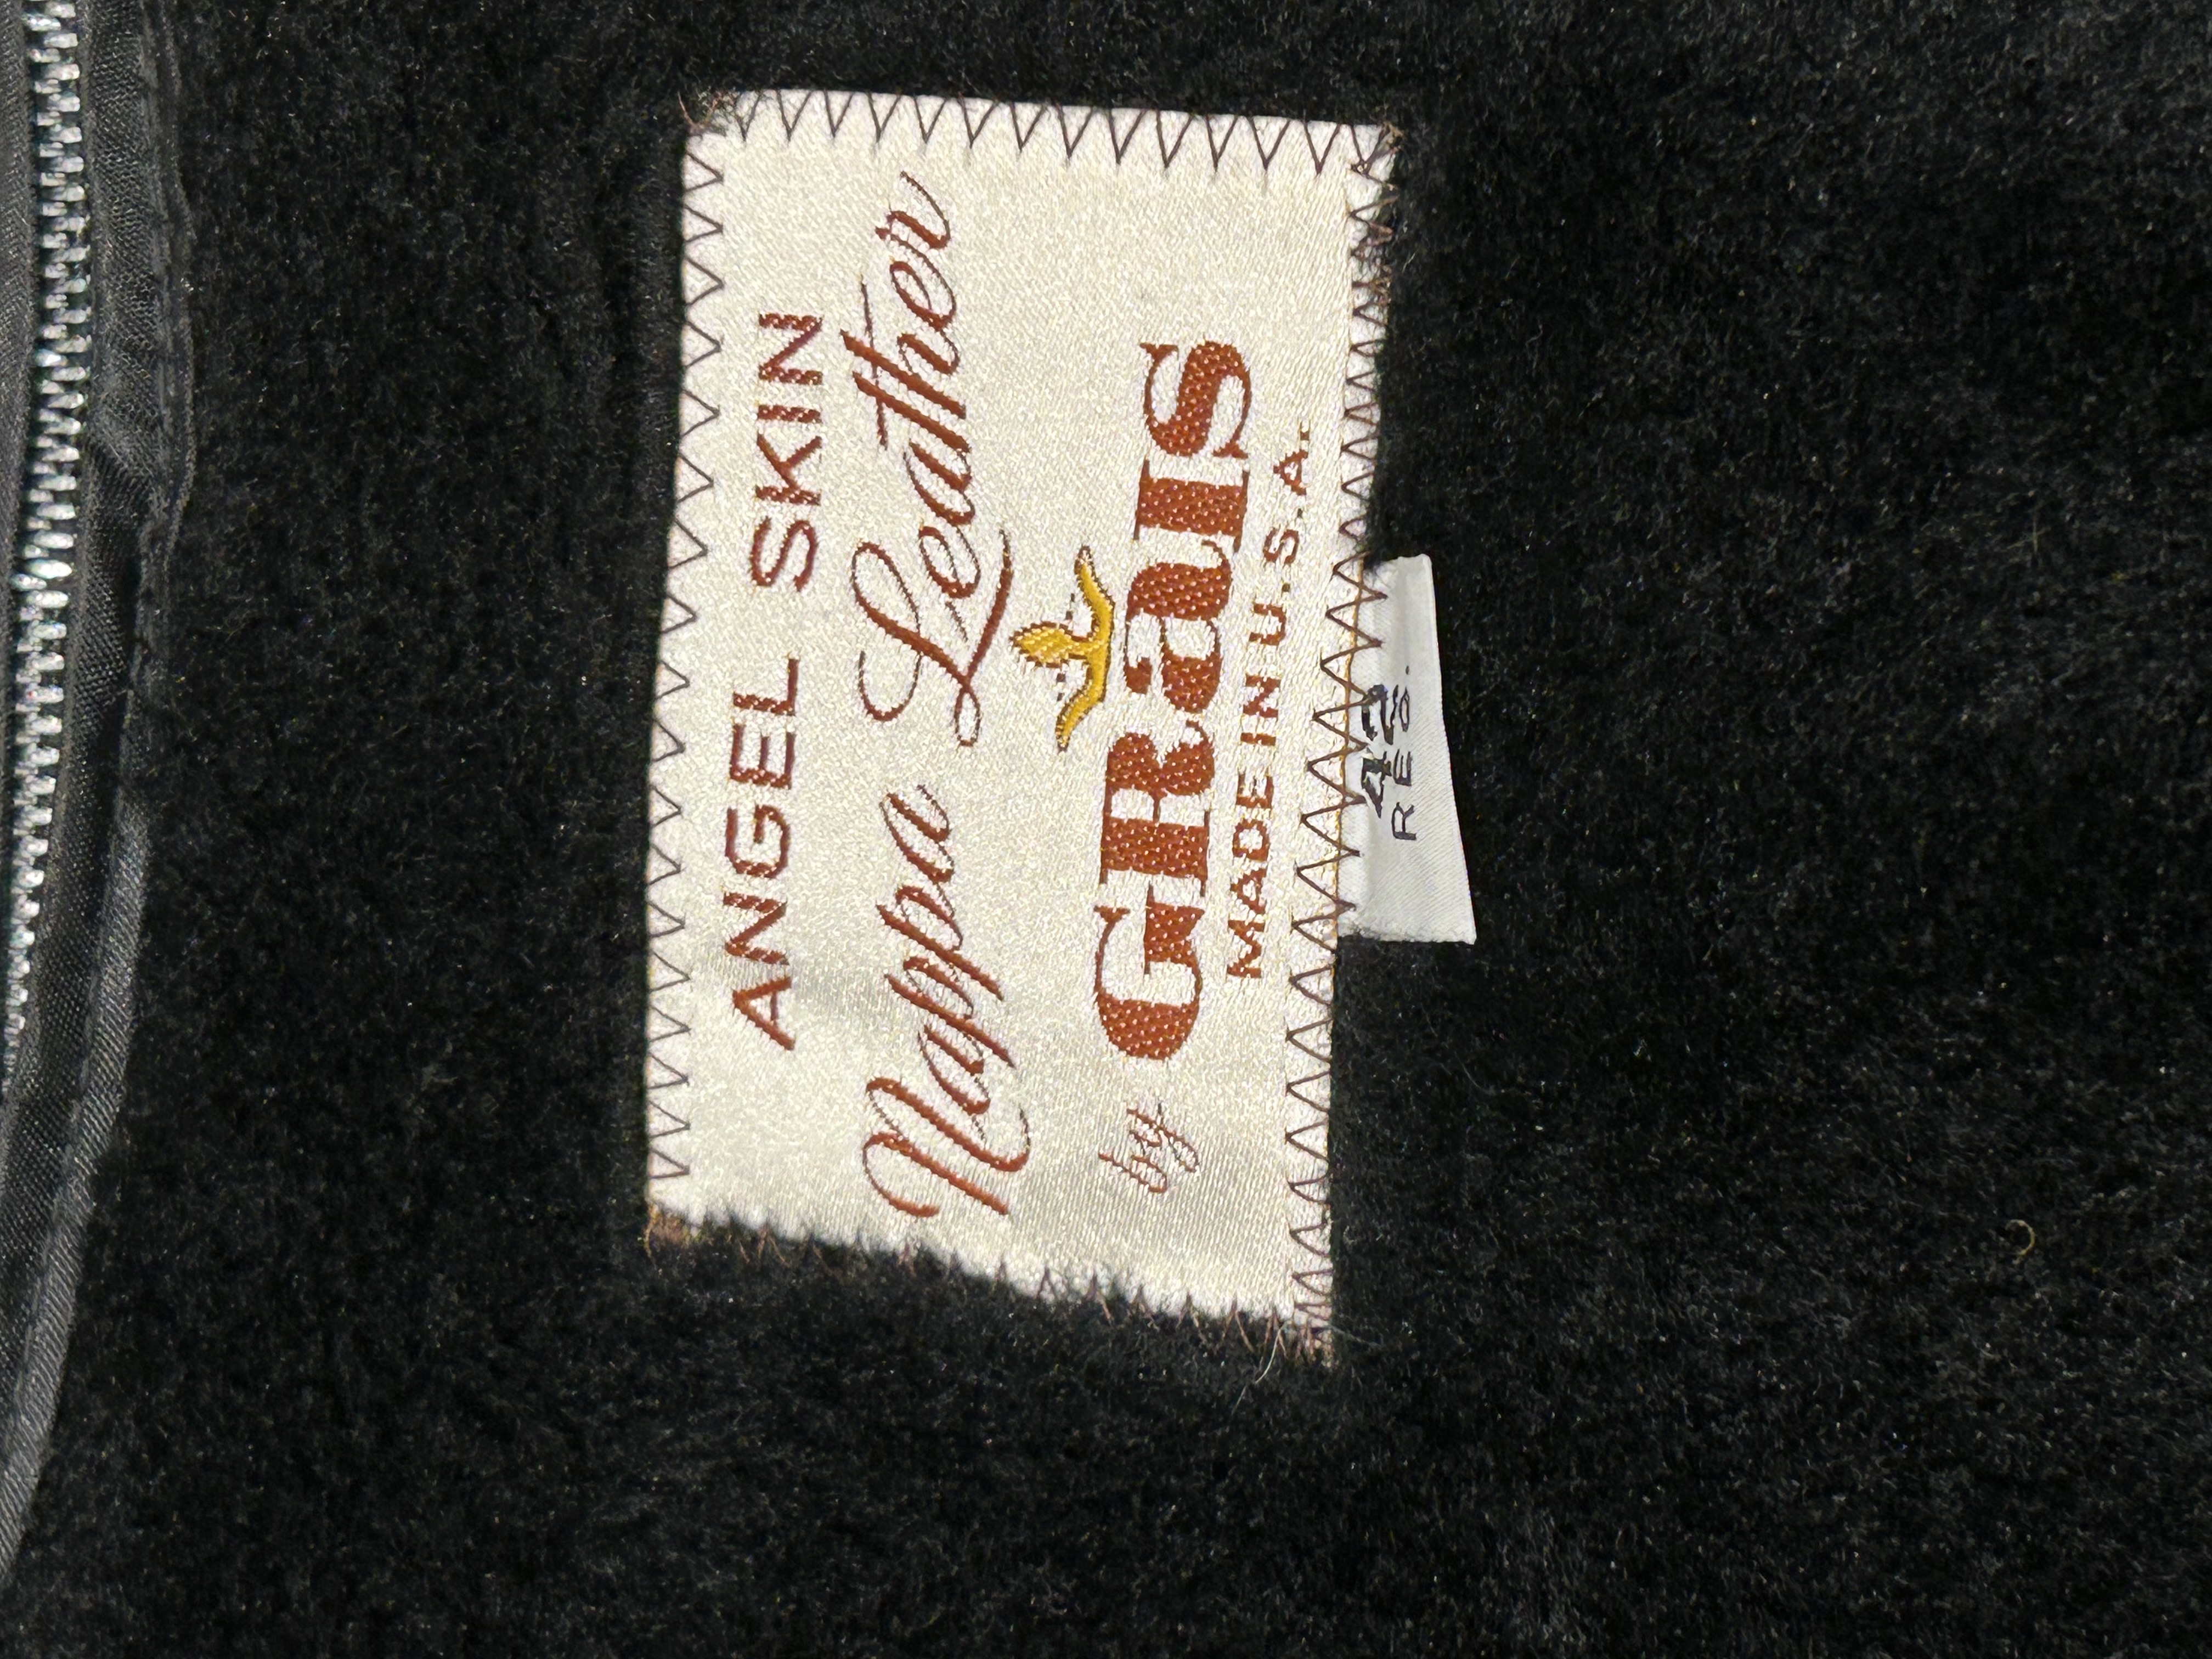 ANGEL SKIN
Nappa Leather
by GRais
MADE IN U.S.A.
42
REG.